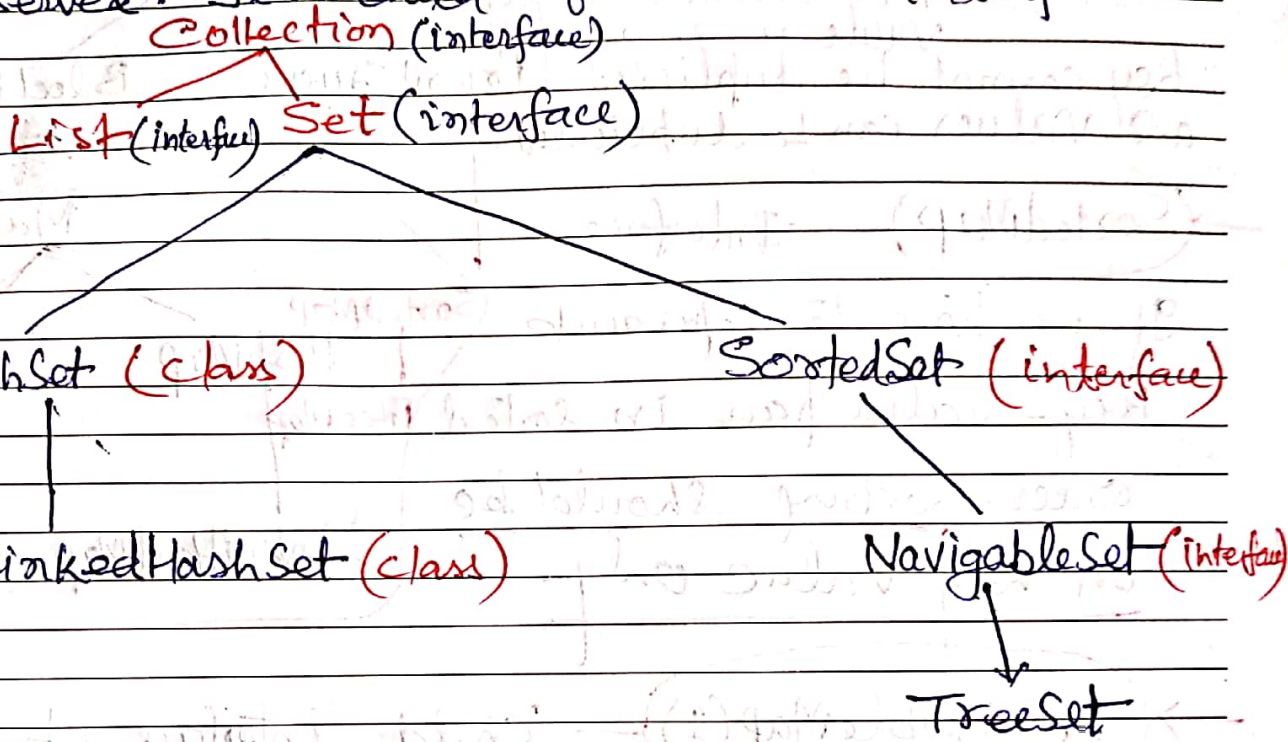 Collection (interface)
List (interface) Set (interface)
hSet (class) SortedSet (interface)
inkedHashSet (class) NavigableSet (interface)
TreeSet